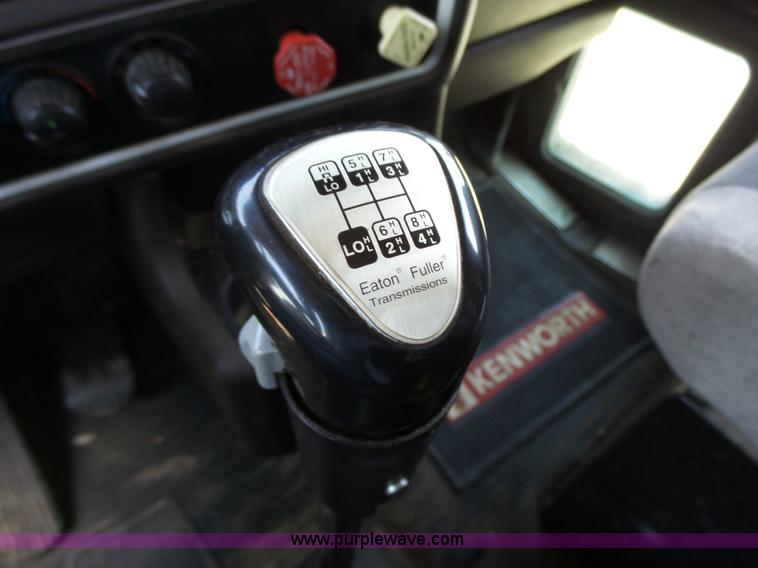 HI 5 H L 7 H L
R LO 1 H L 3 H L
LO H L 6 H L 8 H L
2 H L 4 H L
Eaton® Fuller®
Transmissions
KENWORTH
www.purplewave.com